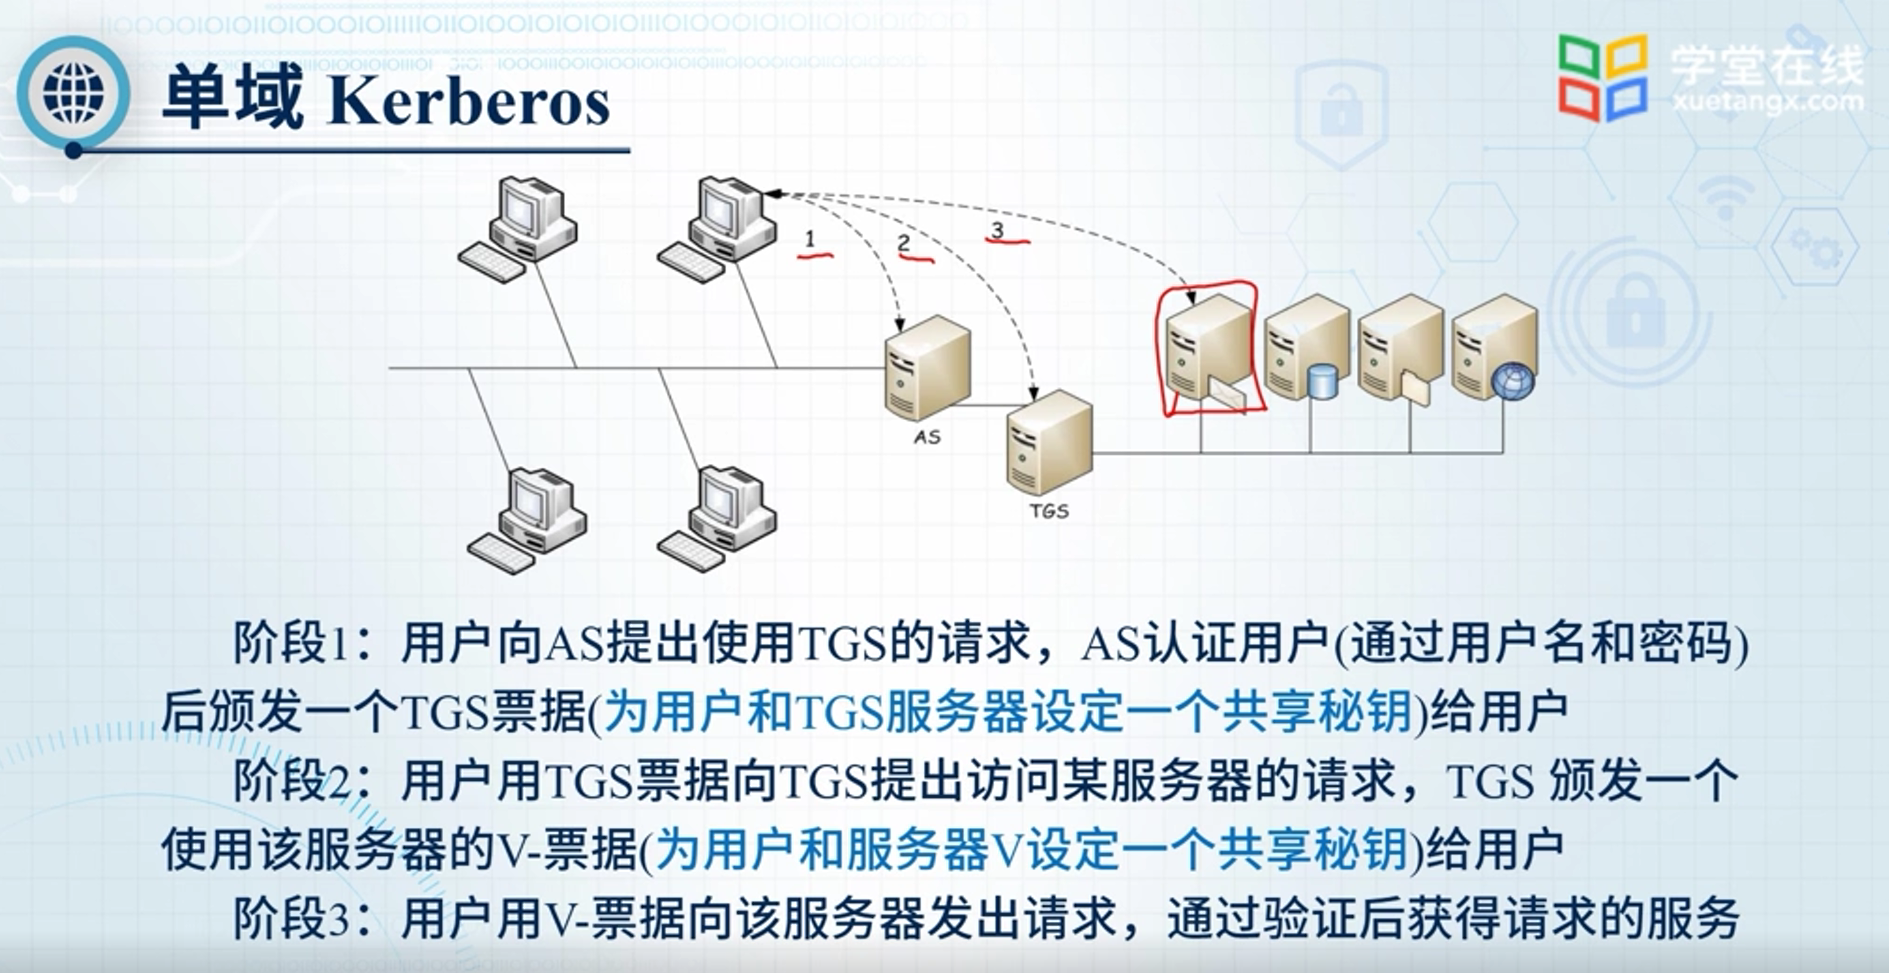 单域 Kerberos
学堂在线
xuetangx.com
1
2
3
AS
TGS
阶段1：用户向AS提出使用TGS的请求，AS认证用户(通过用户名和密码)
后颁发一个TGS票据(为用户和TGS服务器设定一个共享秘钥)给用户
阶段2：用户用TGS票据向TGS提出访问某服务器的请求，TGS 颁发一个
使用该服务器的V-票据(为用户和服务器V设定一个共享秘钥)给用户
阶段3：用户用V-票据向该服务器发出请求，通过验证后获得请求的服务